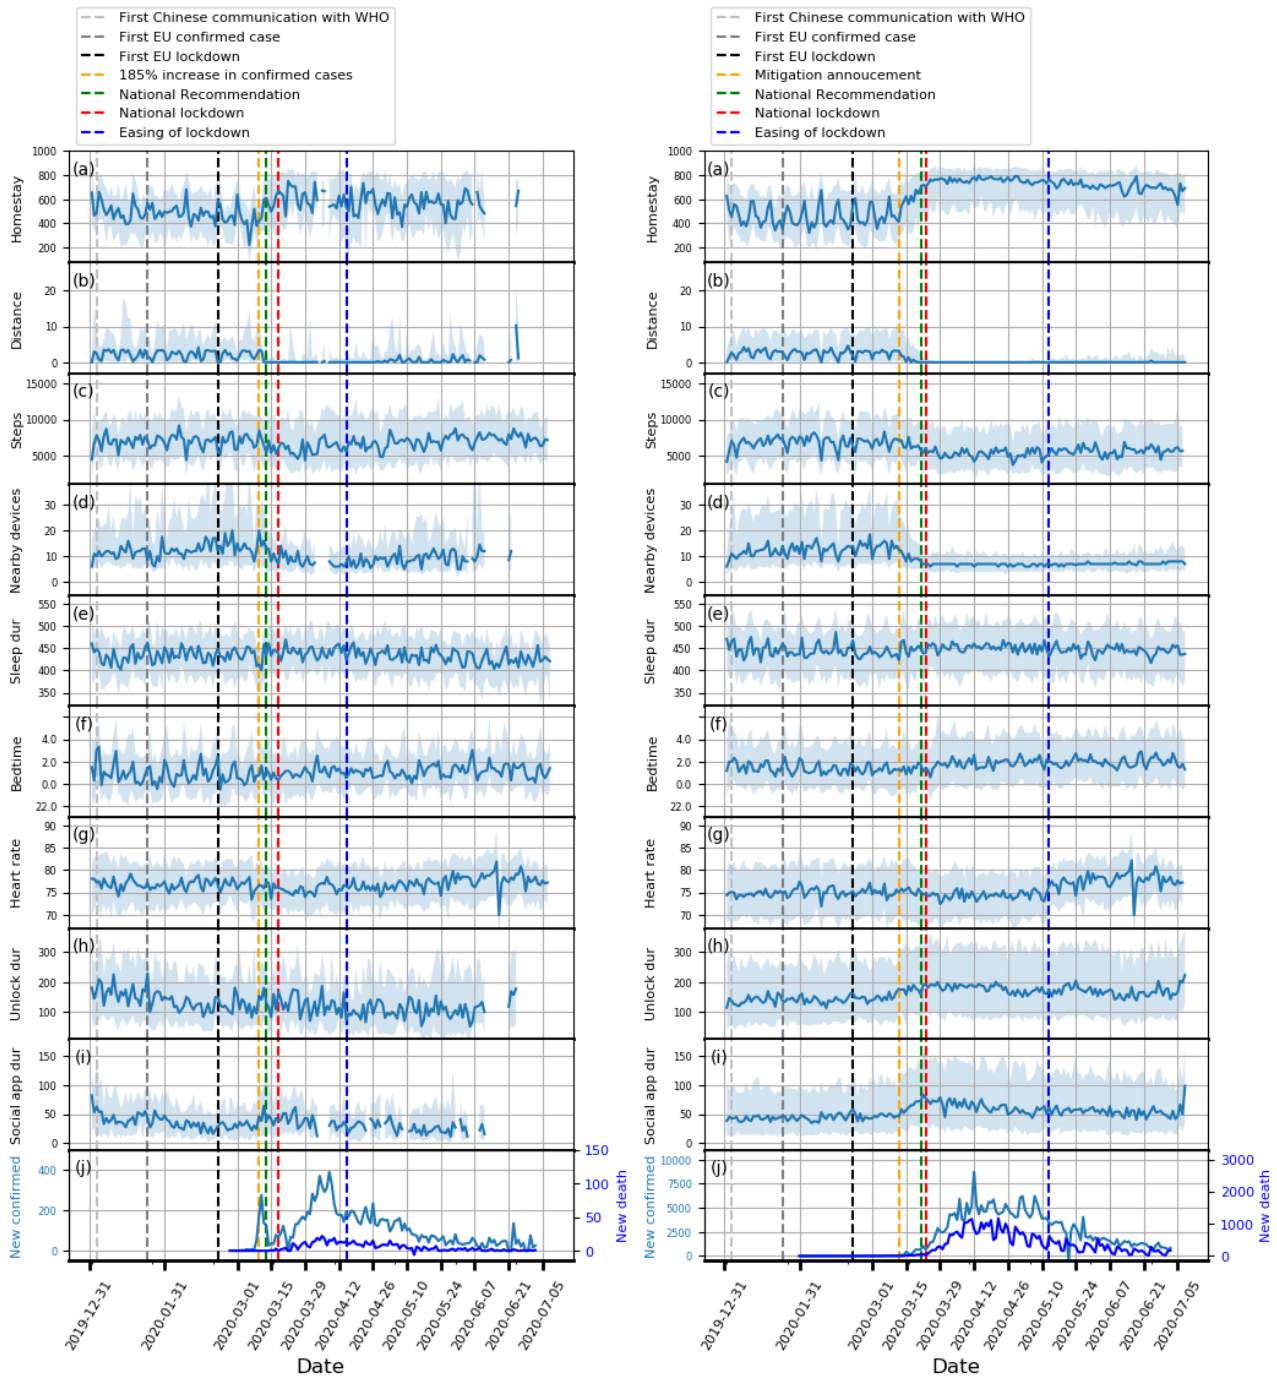 First Chinese communication with WHO
First EU confirmed case
First EU lockdown
185% increase in confirmed cases
National Recommendation
National lockdown
Easing of lockdown
First Chinese communication with WHO
First EU confirmed case
First EU lockdown
Mitigation annoucement
National Recommendation
National lockdown
Easing of lockdown
(a)
Homestay
1000
800
600
400
200
(b)
Distance
20
10
0
(c)
Steps
15000
10000
5000
(d)
Nearby devices
30
20
10
0
(e)
Sleep dur
550
500
450
400
350
(f)
Bedtime
4.0
2.0
0.0
22.0
(g)
Heart rate
90
85
80
75
70
(h)
Unlock dur
300
200
100
(i)
Social app dur
150
100
50
0
(j)
New confirmed
400
200
0
150
100
50
0
New death
2019-12-31
2020-01-31
2020-03-01
2020-03-15
2020-03-29
2020-04-12
2020-04-26
2020-05-10
2020-05-24
2020-06-07
2020-06-21
2020-07-05
Date
(a)
Homestay
1000
800
600
400
200
(b)
Distance
20
10
0
(c)
Steps
15000
10000
5000
(d)
Nearby devices
30
20
10
0
(e)
Sleep dur
550
500
450
400
350
(f)
Bedtime
4.0
2.0
0.0
22.0
(g)
Heart rate
90
85
80
75
70
(h)
Unlock dur
300
200
100
(i)
Social app dur
150
100
50
0
(j)
New confirmed
10000
7500
5000
2500
0
3000
2000
1000
0
New death
2019-12-31
2020-01-31
2020-03-01
2020-03-15
2020-03-29
2020-04-12
2020-04-26
2020-05-10
2020-05-24
2020-06-07
2020-06-21
2020-07-05
Date